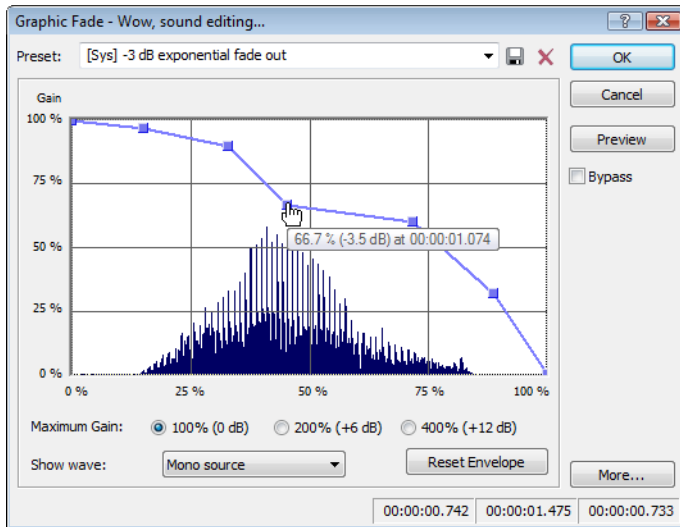 Graphic Fade - Wow, sound editing...
Preset: [Sys] -3 dB exponential fade out
OK
Cancel
Preview
Bypass
Gain
100 %
75 %
50 %
25 %
0 %
66.7 % (-3.5 dB) at 00:00:01.074
0 % 25 % 50 % 75 % 100 %
Maximum Gain: 100% (0 dB) 200% (+6 dB) 400% (+12 dB)
Show wave: Mono source Reset Envelope
More...
00:00:00.742 00:00:01.475 00:00:00.733